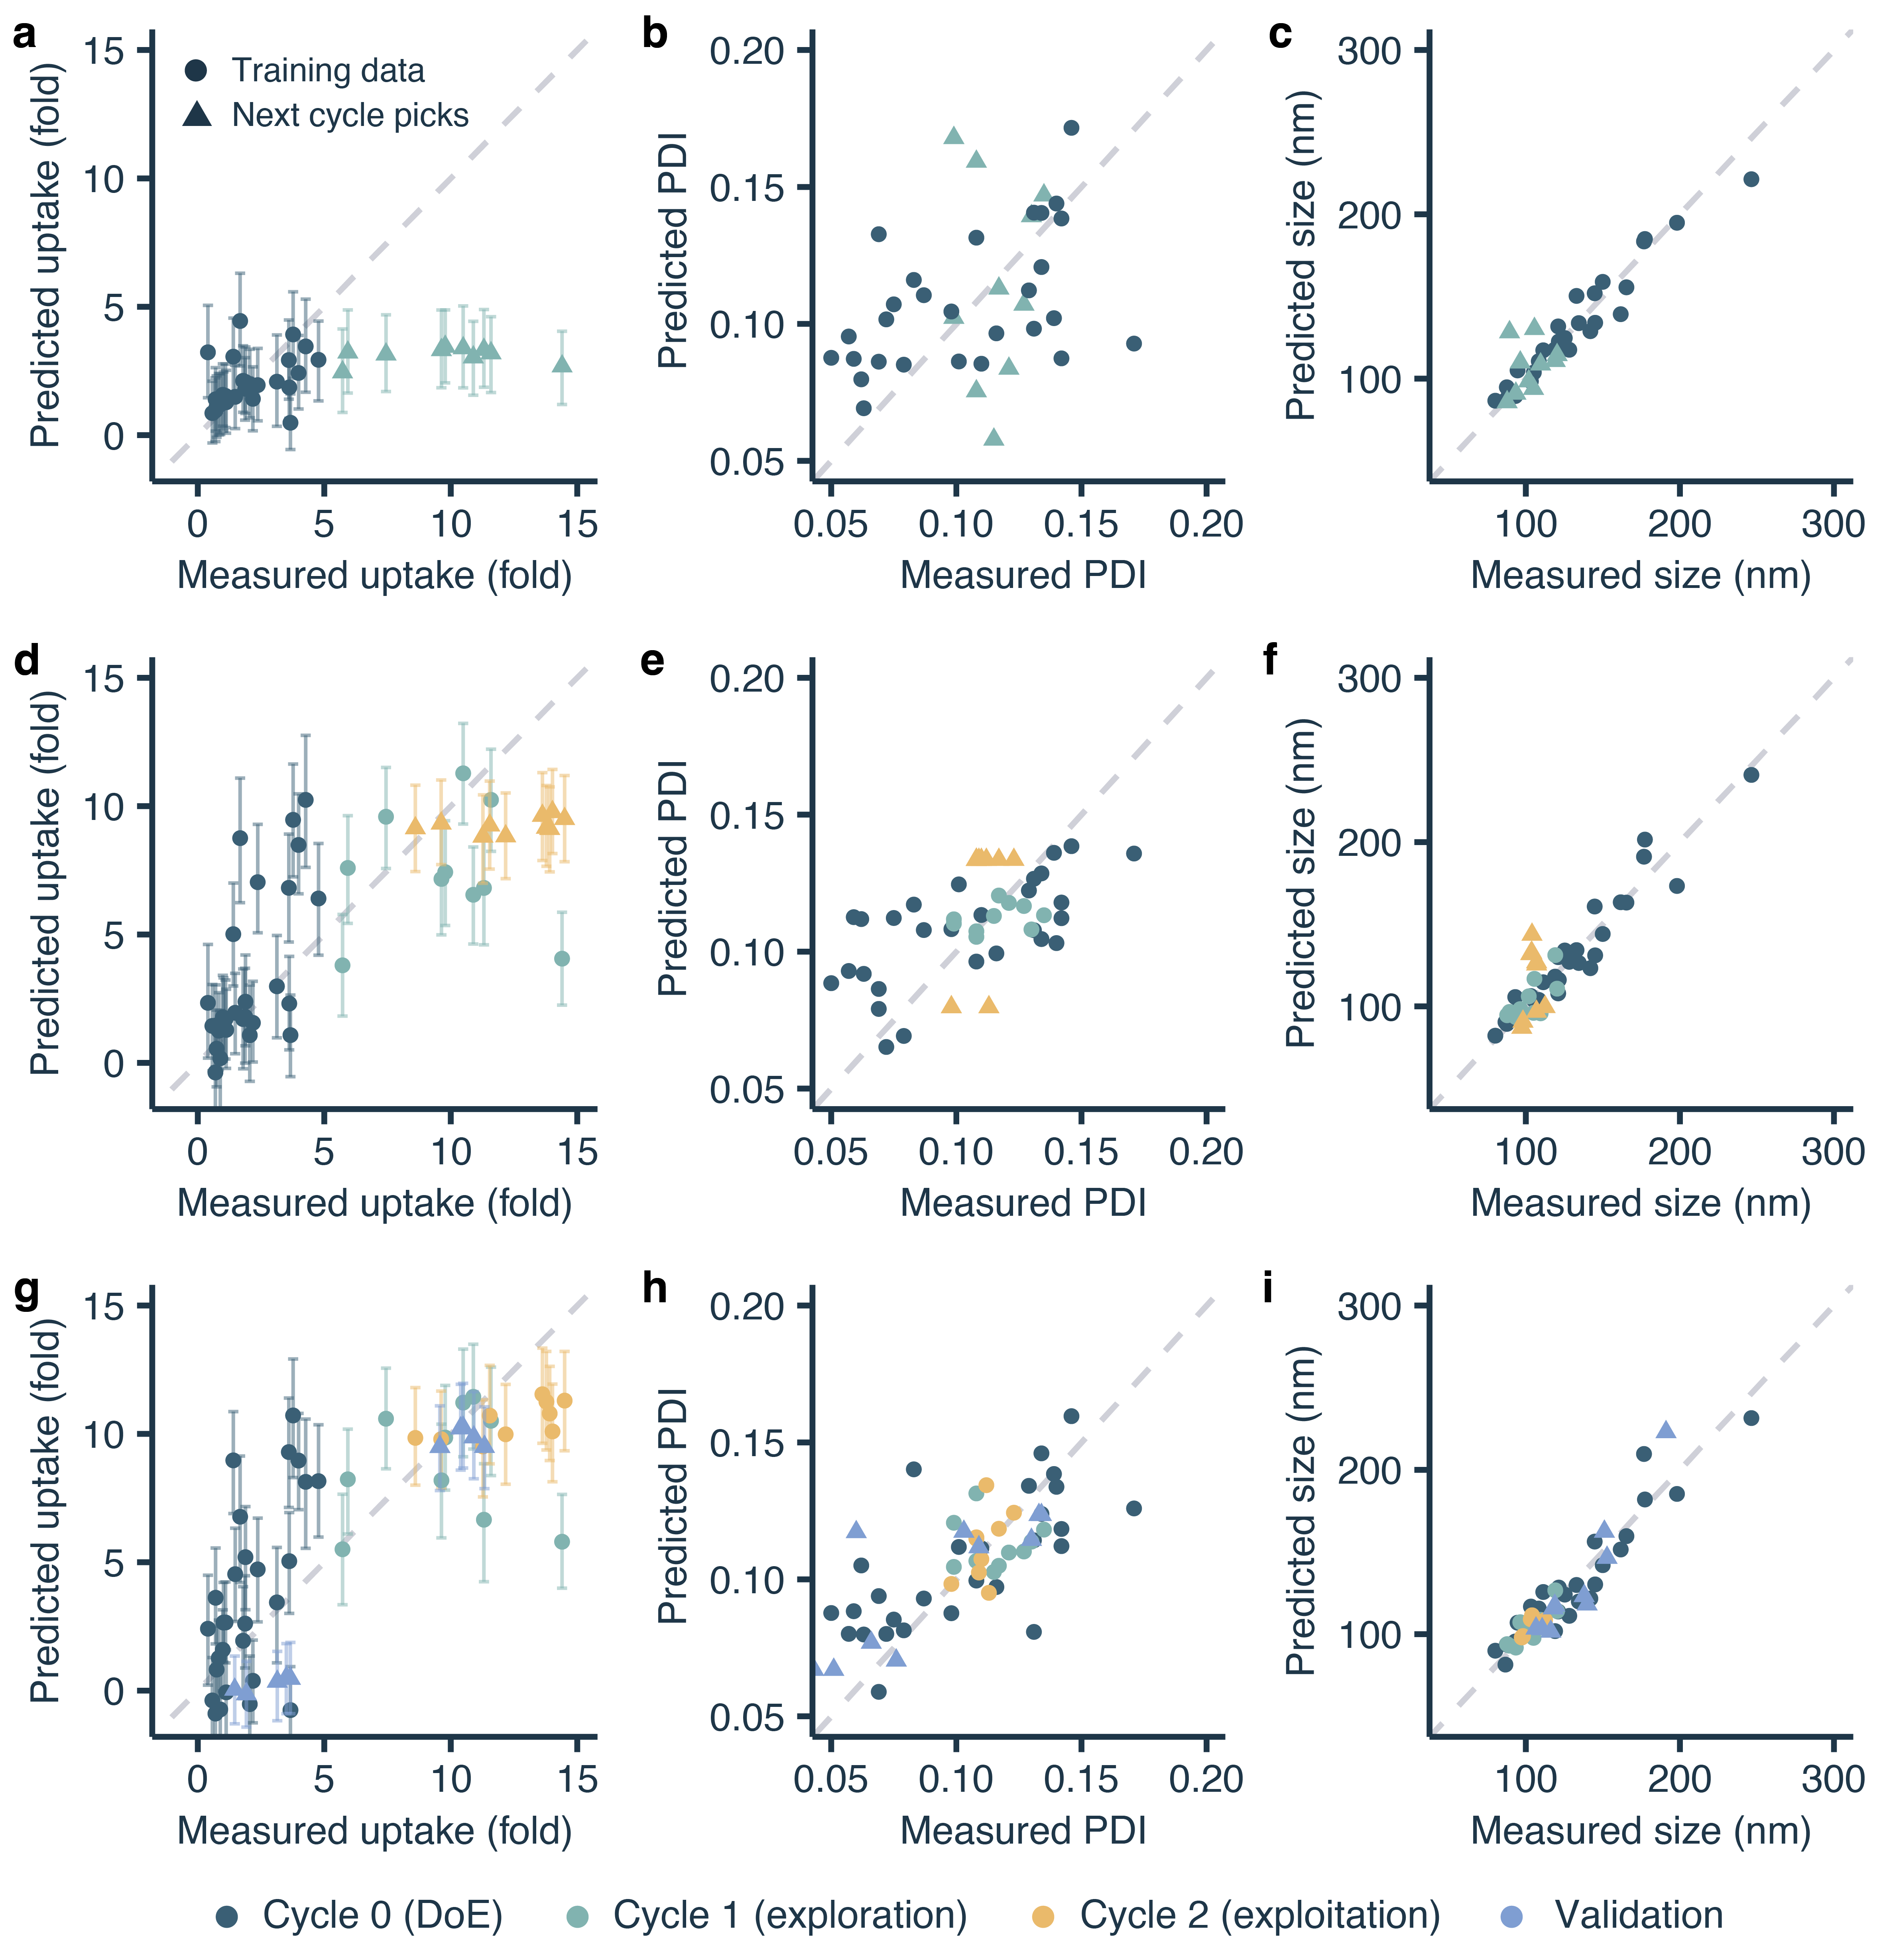 a
15
10
5
0
Predicted uptake (fold)
Training data
Next cycle picks
0 5 10 15
Measured uptake (fold)
b
0.20
0.15
0.10
0.05
Predicted PDI
0.05 0.10 0.15 0.20
Measured PDI
c
300
200
100
Predicted size (nm)
100 200 300
Measured size (nm)
d
15
10
5
0
Predicted uptake (fold)
0 5 10 15
Measured uptake (fold)
e
0.20
0.15
0.10
0.05
Predicted PDI
0.05 0.10 0.15 0.20
Measured PDI
f
300
200
100
Predicted size (nm)
100 200 300
Measured size (nm)
g
15
10
5
0
Predicted uptake (fold)
0 5 10 15
Measured uptake (fold)
h
0.20
0.15
0.10
0.05
Predicted PDI
0.05 0.10 0.15 0.20
Measured PDI
i
300
200
100
Predicted size (nm)
100 200 300
Measured size (nm)
Cycle 0 (DoE) Cycle 1 (exploration) Cycle 2 (exploitation) Validation